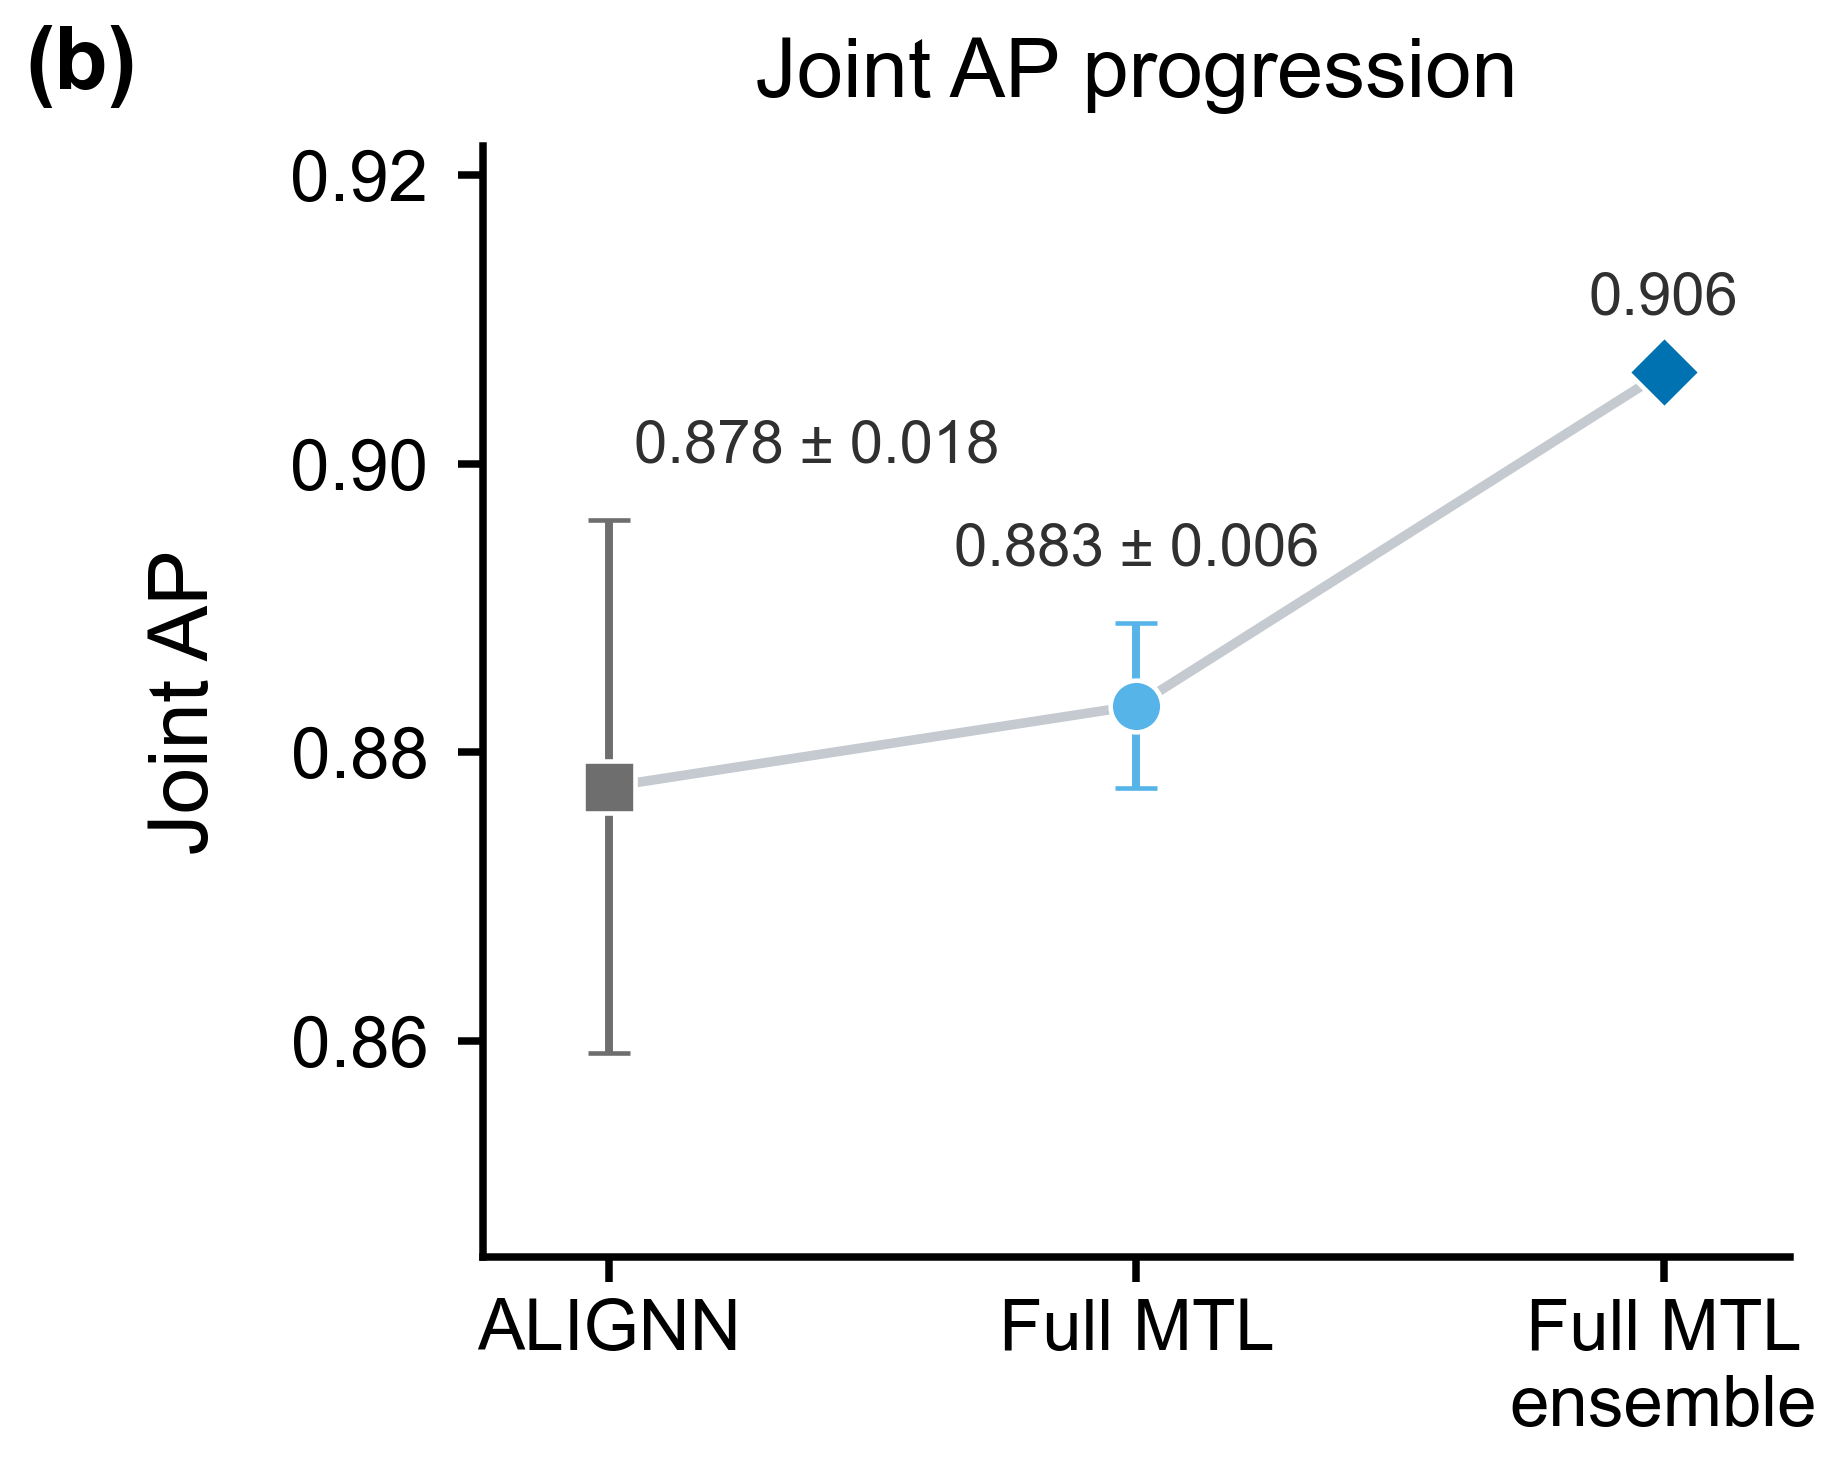 (b)
Joint AP progression
0.92
0.90
0.88
0.86
Joint AP
0.878 ± 0.018
0.883 ± 0.006
0.906
ALIGNN
Full MTL
Full MTL
ensemble